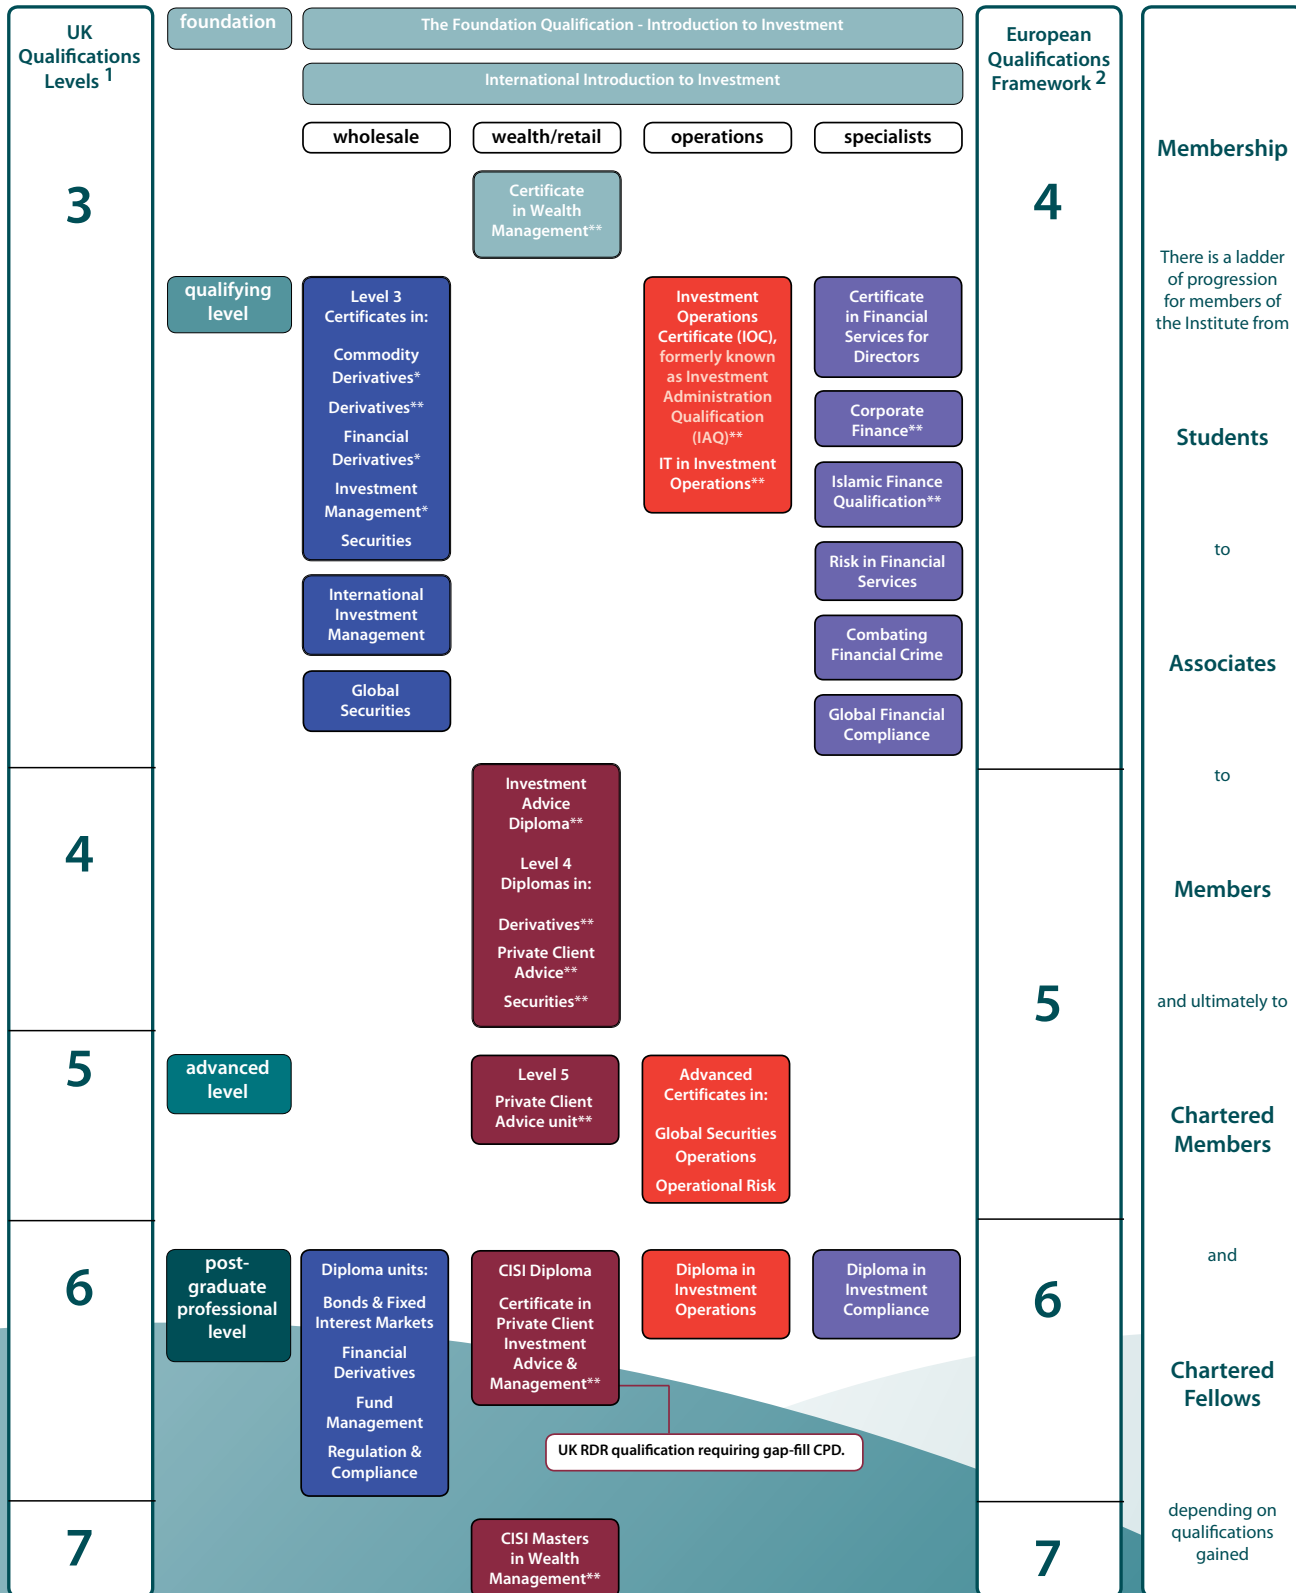 UK
Qualifications
Levels 1
3
4
5
6
7
foundation
The Foundation Qualification - Introduction to Investment
International Introduction to Investment
wholesale
wealth/retail
operations
specialists
Certificate
in Wealth
Management**
qualifying
level
Level 3
Certificates in:
Commodity
Derivatives*
Derivatives**
Financial
Derivatives*
Investment
Management*
Securities
International
Investment
Management
Global
Securities
Investment
Operations
Certificate (IOC),
formerly known
as Investment
Administration
Qualification
(IAQ)**
IT in Investment
Operations**
Certificate
in Financial
Services for
Directors
Corporate
Finance**
Islamic Finance
Qualification**
Risk in Financial
Services
Combating
Financial Crime
Global Financial
Compliance
Investment
Advice
Diploma**
Level 4
Diplomas in:
Derivatives**
Private Client
Advice**
Securities**
advanced
level
Level 5
Private Client
Advice unit**
Advanced
Certificates in:
Global Securities
Operations
Operational Risk
post-
graduate
professional
level
Diploma units:
Bonds & Fixed
Interest Markets
Financial
Derivatives
Fund
Management
Regulation &
Compliance
CISI Diploma
Certificate in
Private Client
Investment
Advice &
Management**
Diploma in
Investment
Operations
Diploma in
Investment
Compliance
UK RDR qualification requiring gap-fill CPD.
CISI Masters
in Wealth
Management**
European
Qualifications
Framework 2
4
5
6
7
Membership
There is a ladder
of progression
for members of
the Institute from
Students
to
Associates
to
Members
and ultimately to
Chartered
Members
and
Chartered
Fellows
depending on
qualifications
gained